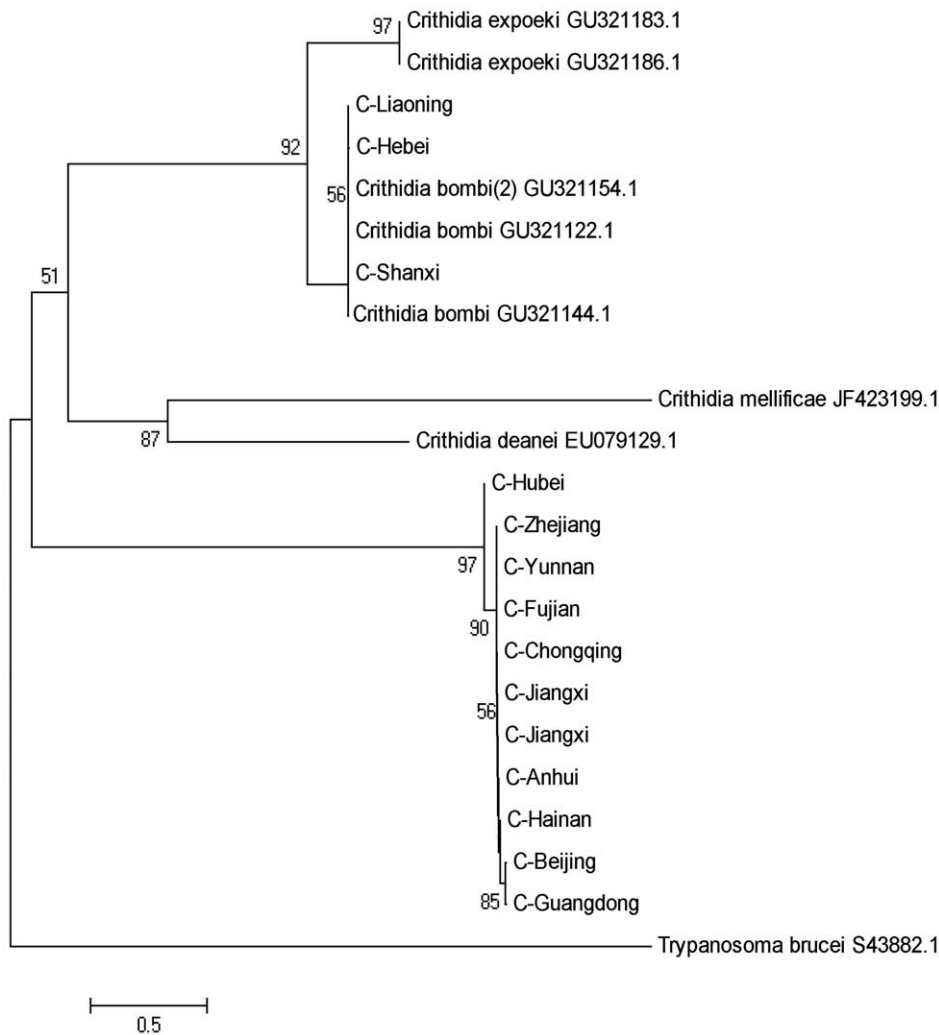 97
Crithidia expoeki GU321183.1
Crithidia expoeki GU321186.1
C-Liaoning
92
C-Hebei
56
Crithidia bombi(2) GU321154.1
Crithidia bombi GU321122.1
51
C-Shanxi
Crithidia bombi GU321144.1
Crithidia mellificae JF423199.1
87
Crithidia deanei EU079129.1
C-Hubei
C-Zhejiang
97
C-Yunnan
C-Fujian
90
C-Chongqing
C-Jiangxi
56
C-Jiangxi
C-Anhui
C-Hainan
C-Beijing
85
C-Guangdong
Trypanosoma brucei S43882.1
0.5